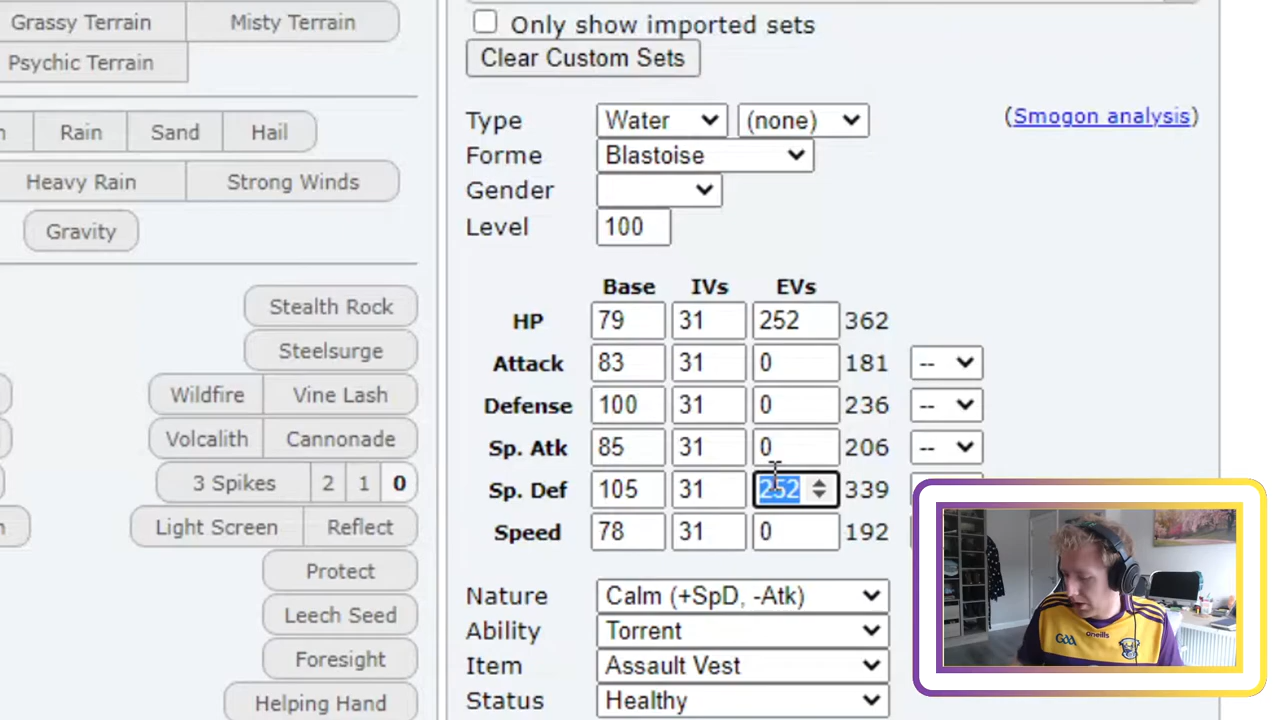 Grassy Terrain Misty Terrain
Psychic Terrain
Rain Sand Hail
Heavy Rain Strong Winds
Gravity
Stealth Rock
Steelsurge
Wildfire Vine Lash
Volcalith Cannonade
3 Spikes 2 1 0
Light Screen Reflect
Protect
Leech Seed
Foresight
Helping Hand
Only show imported sets
Clear Custom Sets
Type Water (none) (Smogon analysis)
Forme Blastoise
Gender
Level 100
Base IVs EVs
HP 79 31 252 362
Attack 83 31 0 181 --
Defense 100 31 0 236 --
Sp. Atk 85 31 0 206 --
Sp. Def 105 31 252 339
Speed 78 31 0 192
Nature Calm (+SpD, -Atk)
Ability Torrent
Item Assault Vest
Status Healthy
GAA oneills